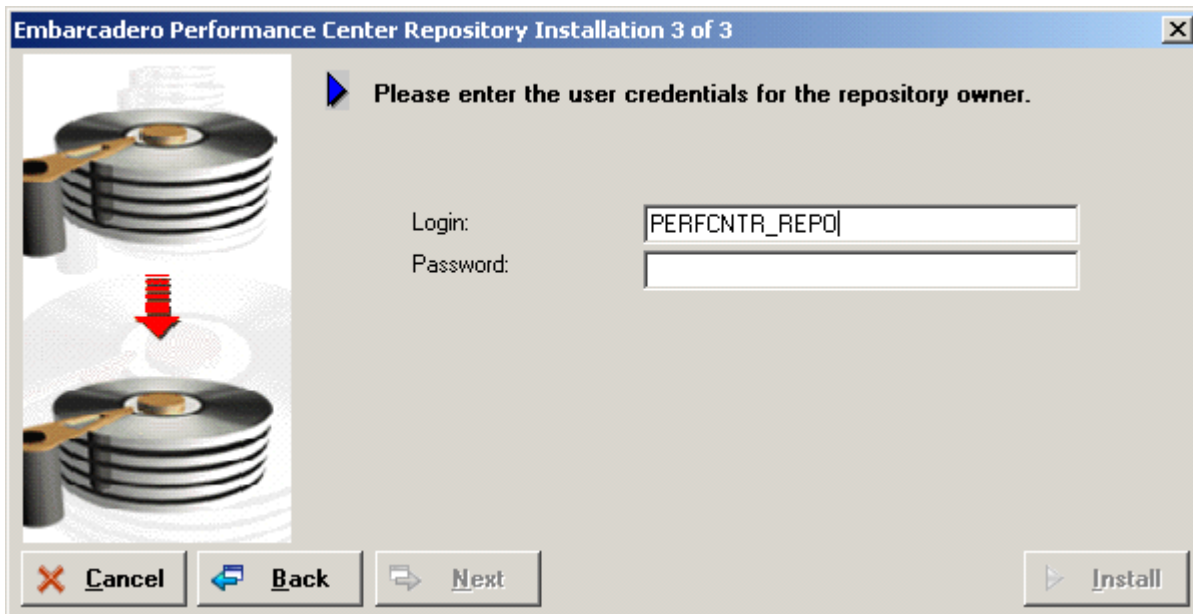 Embarcadero Performance Center Repository Installation 3 of 3
Please enter the user credentials for the repository owner.
Login:
PERFCNTR_REPO
Password:
Cancel
Back
Next
Install